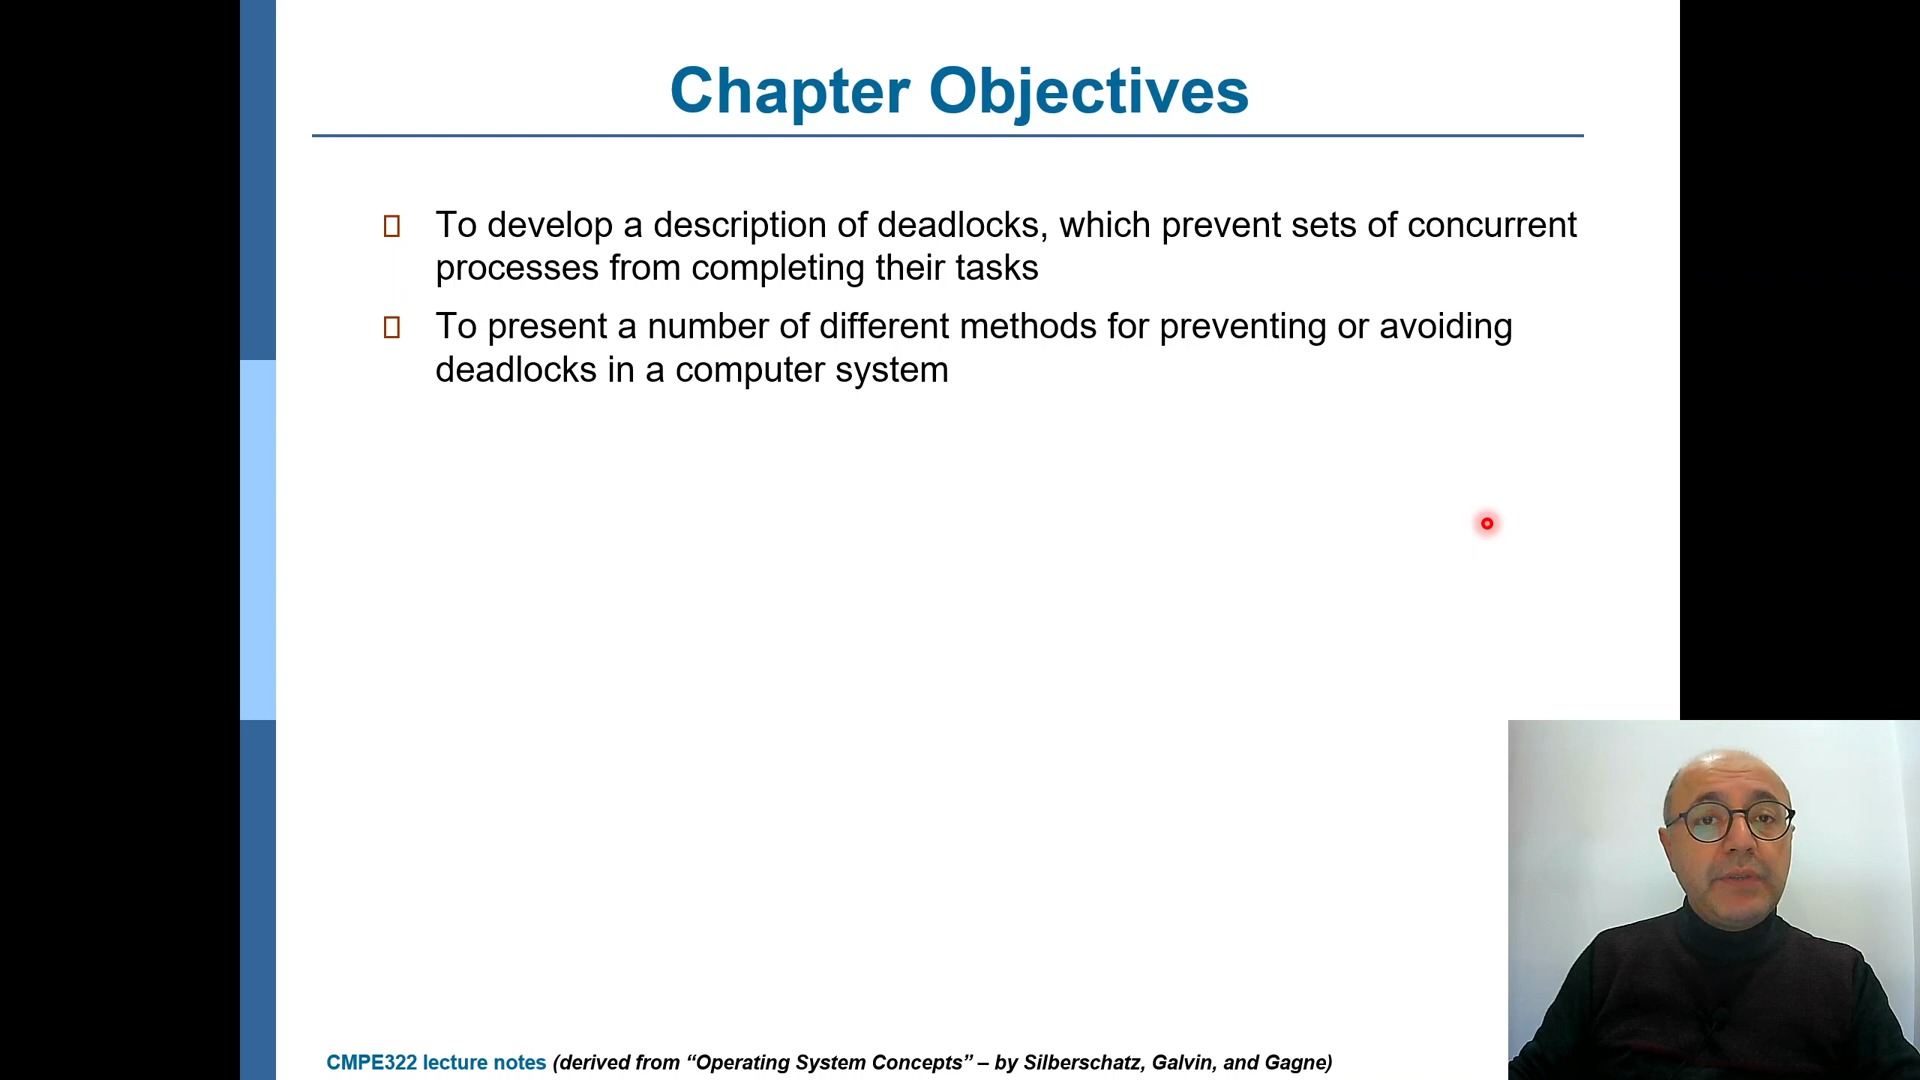 Chapter Objectives
To develop a description of deadlocks, which prevent sets of concurrent
processes from completing their tasks
To present a number of different methods for preventing or avoiding
deadlocks in a computer system
CMPE322 lecture notes (derived from “Operating System Concepts” – by Silberschatz, Galvin, and Gagne)